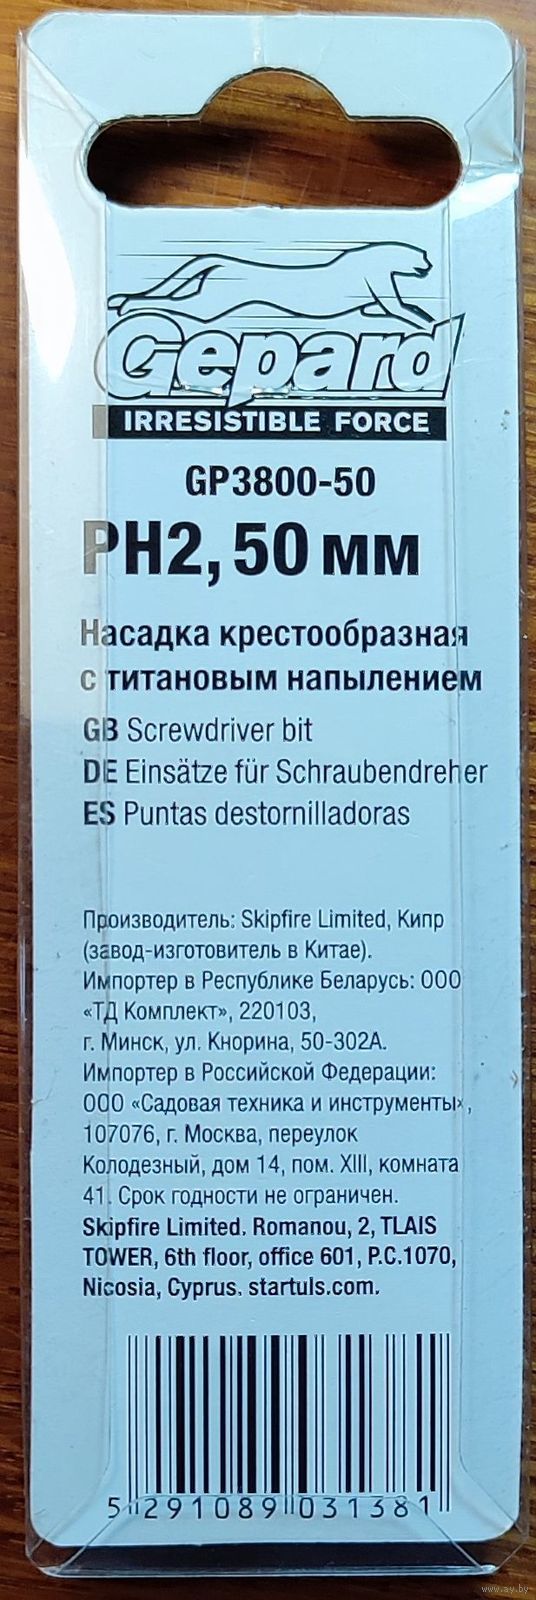 Gepard
IRRESISTIBLE FORCE
GP3800-50
PH2, 50 мм
Насадка крестообразная
с титановым напылением
GB Screwdriver bit
DE Einsätze für Schraubendreher
ES Puntas destornilladoras
Производитель: Skipfire Limited, Кипр
(завод-изготовитель в Китае).
Импортер в Республике Беларусь: ООО
«ТД Комплект», 220103,
г. Минск, ул. Кнорина, 50-302А.
Импортер в Российской Федерации:
ООО «Садовая техника и инструменты»,
107076, г. Москва, переулок
Колодезный, дом 14, пом. XIII, комната
41. Срок годности не ограничен.
Skipfire Limited. Romanou, 2, TLAIS
TOWER, 6th floor, office 601, P.C.1070,
Nicosia, Cyprus. startuls.com.
5 291089 031381
www.ay.by